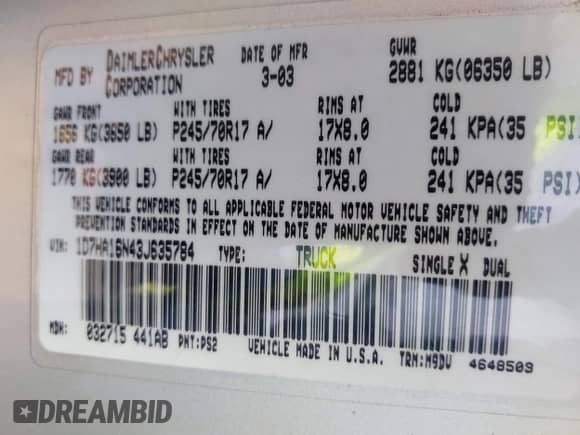 MFD BY DAIMLERCHRYSLER CORPORATION DATE OF MFR 3-03 GVWR 2881 KG(06350 LB)
GAWR FRONT WITH TIRES RIMS AT COLD
1656 KG(3650 LB) P245/70R17 A/ 17X8.0 241 KPA(35 PSI)
GAWR REAR WITH TIRES RIMS AT COLD
1770 KG(3900 LB) P245/70R17 A/ 17X8.0 241 KPA(35 PSI)
THIS VEHICLE CONFORMS TO ALL APPLICABLE FEDERAL MOTOR VEHICLE SAFETY AND THEFT
PREVENTION STANDARDS IN EFFECT ON THE DATE OF MANUFACTURE SHOWN ABOVE.
VIN: 1D7HA16N43J635784 TYPE: TRUCK SINGLE X DUAL
MDH: 032715 441AB PNT:PS2 VEHICLE MADE IN U.S.A. TRM:M9DV 4648509
DREAMBID